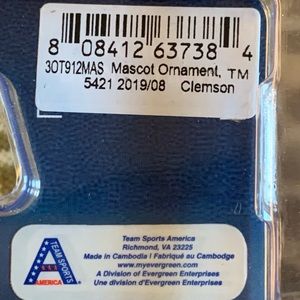 8 08412 63738 4
3OT912MAS Mascot Ornament, TM
5421 2019/08 Clemson
TEAM SPORTS
AMERICA
Team Sports America
Richmond, VA 23225
Made in Cambodia / Fabriqué au Cambodge
www.myevergreen.com
A Division of Evergreen Enterprises
Une Division d'Evergreen Enterprises